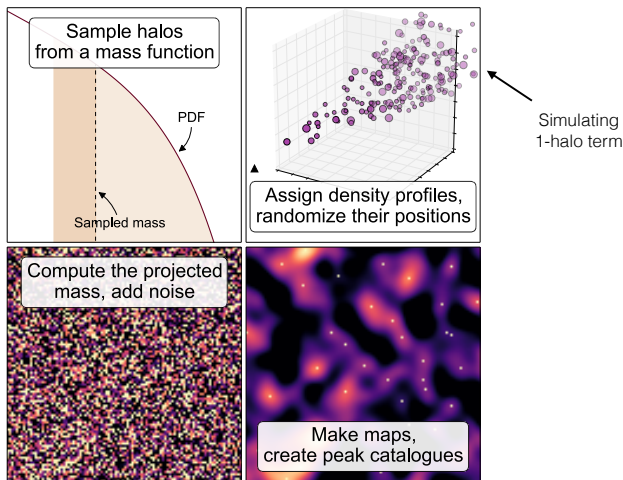 Sample halos
from a mass function
PDF
Sampled mass
Assign density profiles,
randomize their positions
Simulating
1-halo term
Compute the projected
mass, add noise
Make maps,
create peak catalogues